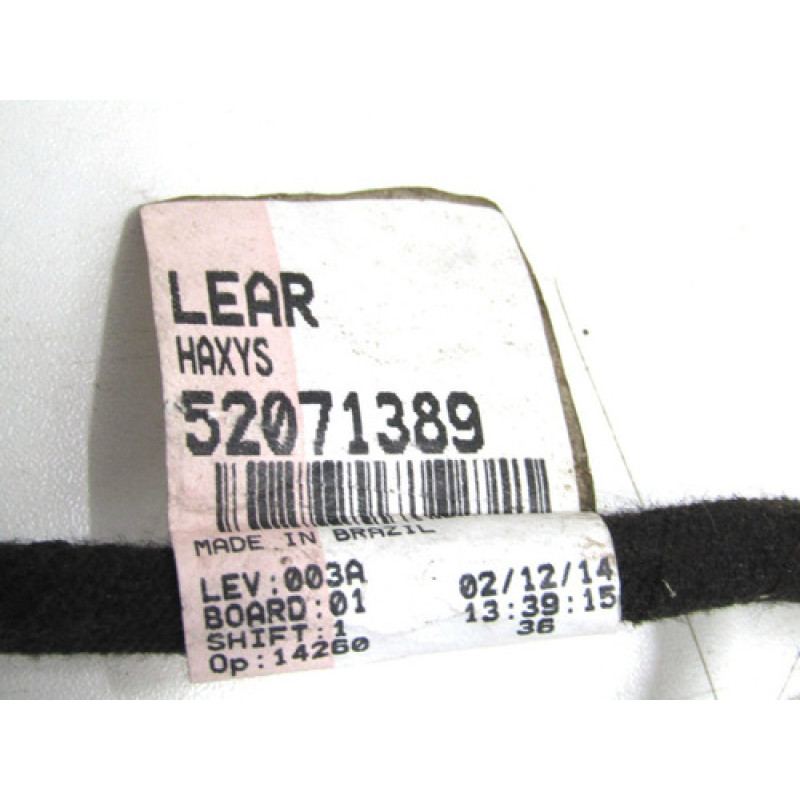 LEAR
HAXYS
52071389
MADE IN BRAZIL
LEV:003A 02/12/14
BOARD:01 13:39:15
SHIFT:1 36
Op:14260